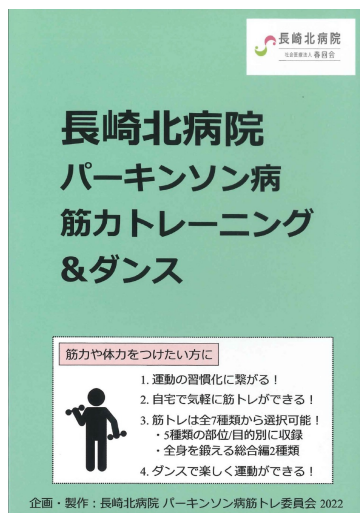 長崎北病院
社会医療法人 春回会
長崎北病院
パーキンソン病
筋力トレーニング
&ダンス
筋力や体力をつけたい方に
1. 運動の習慣化に繋がる！
2. 自宅で気軽に筋トレができる！
3. 筋トレは全7種類から選択可能！
・5種類の部位/目的別に収録
・全身を鍛える総合編2種類
4. ダンスで楽しく運動ができる！
企画・製作：長崎北病院 パーキンソン病筋トレ委員会 2022